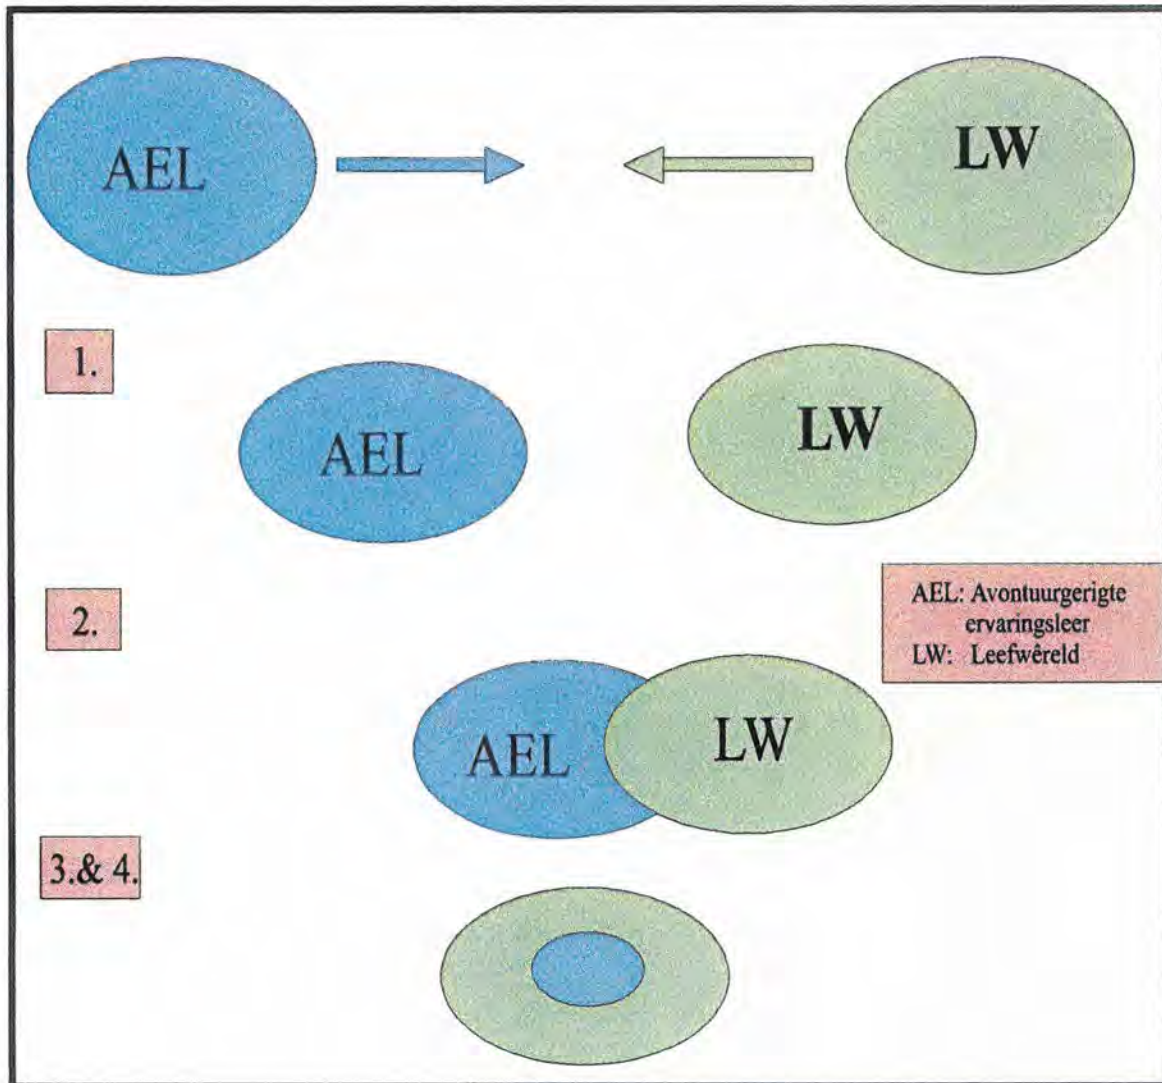 AEL
LW
1.
AEL
LW
2.
AEL: Avontuurgerigte
ervaringsleer
LW: Leefwêreld
AEL
LW
3.& 4.